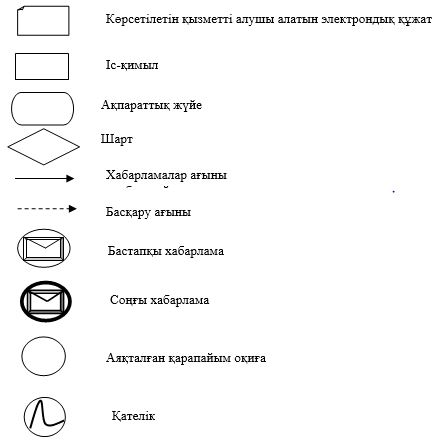 Көрсетілетін қызметті алушы алатын электрондық құжат
Іс-қимыл
Ақпараттық жүйе
Шарт
Хабарламалар ағыны
Басқару ағыны
Бастапқы хабарлама
Соңғы хабарлама
Аяқталған қарапайым оқиға
Қателік